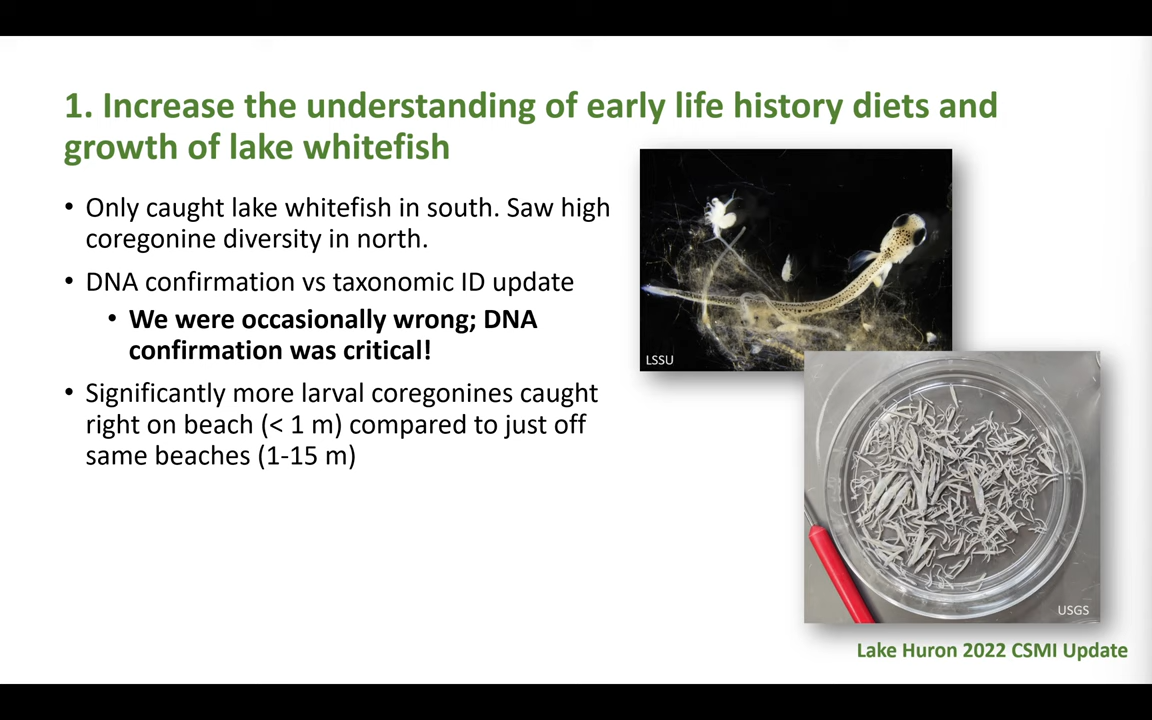 1. Increase the understanding of early life history diets and
growth of lake whitefish
• Only caught lake whitefish in south. Saw high
coregonine diversity in north.
• DNA confirmation vs taxonomic ID update
• We were occasionally wrong; DNA
confirmation was critical!
• Significantly more larval coregonines caught
right on beach (< 1 m) compared to just off
same beaches (1-15 m)
LSSU
USGS
Lake Huron 2022 CSMI Update